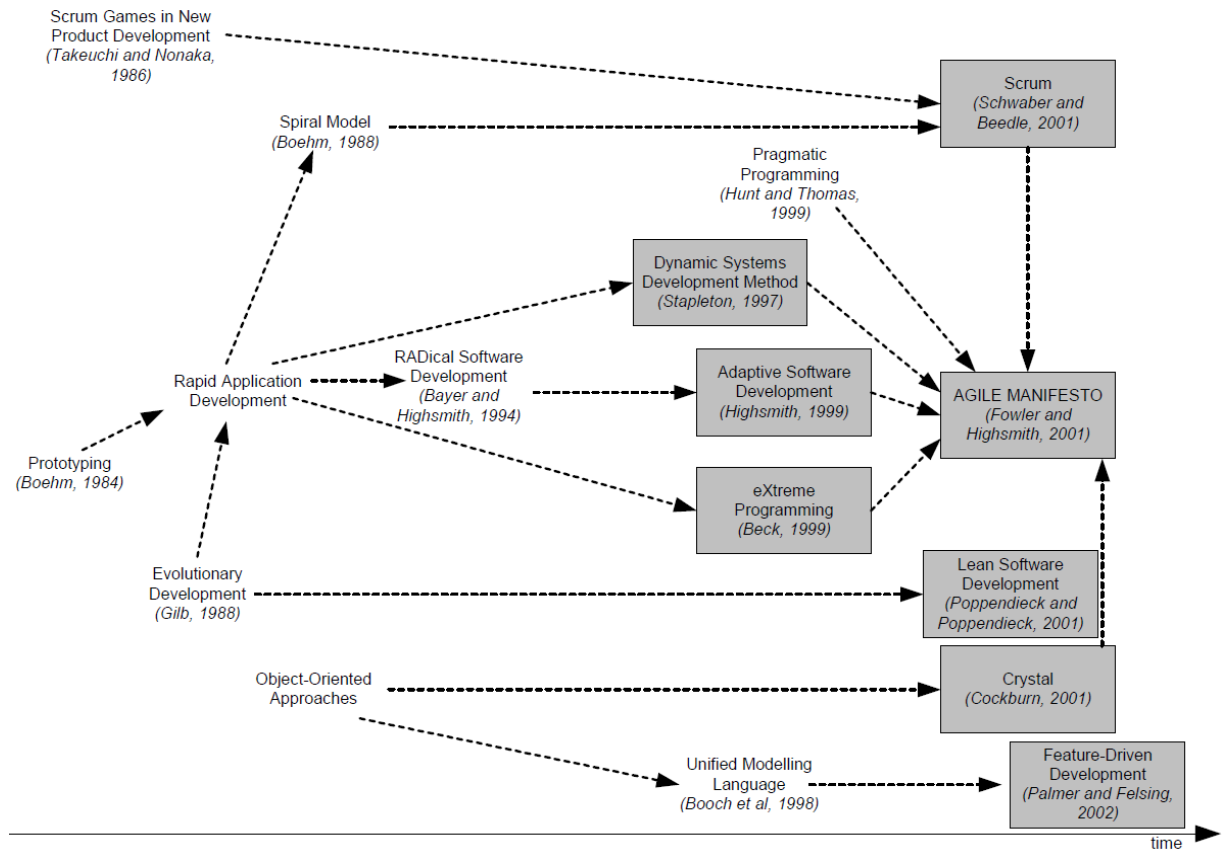 Scrum Games in New
Product Development
(Takeuchi and Nonaka,
1986)
Scrum
(Schwaber and
Beedle, 2001)
Spiral Model
(Boehm, 1988)
Pragmatic
Programming
(Hunt and Thomas,
1999)
Dynamic Systems
Development Method
(Stapleton, 1997)
RADical Software
Development
(Bayer and
Highsmith, 1994)
Adaptive Software
Development
(Highsmith, 1999)
AGILE MANIFESTO
(Fowler and
Highsmith, 2001)
Rapid Application
Development
Prototyping
(Boehm, 1984)
eXtreme
Programming
(Beck, 1999)
Evolutionary
Development
(Gilb, 1988)
Lean Software
Development
(Poppendieck and
Poppendieck, 2001)
Object-Oriented
Approaches
Crystal
(Cockburn, 2001)
Unified Modelling
Language
(Booch et al, 1998)
Feature-Driven
Development
(Palmer and Felsing,
2002)
time